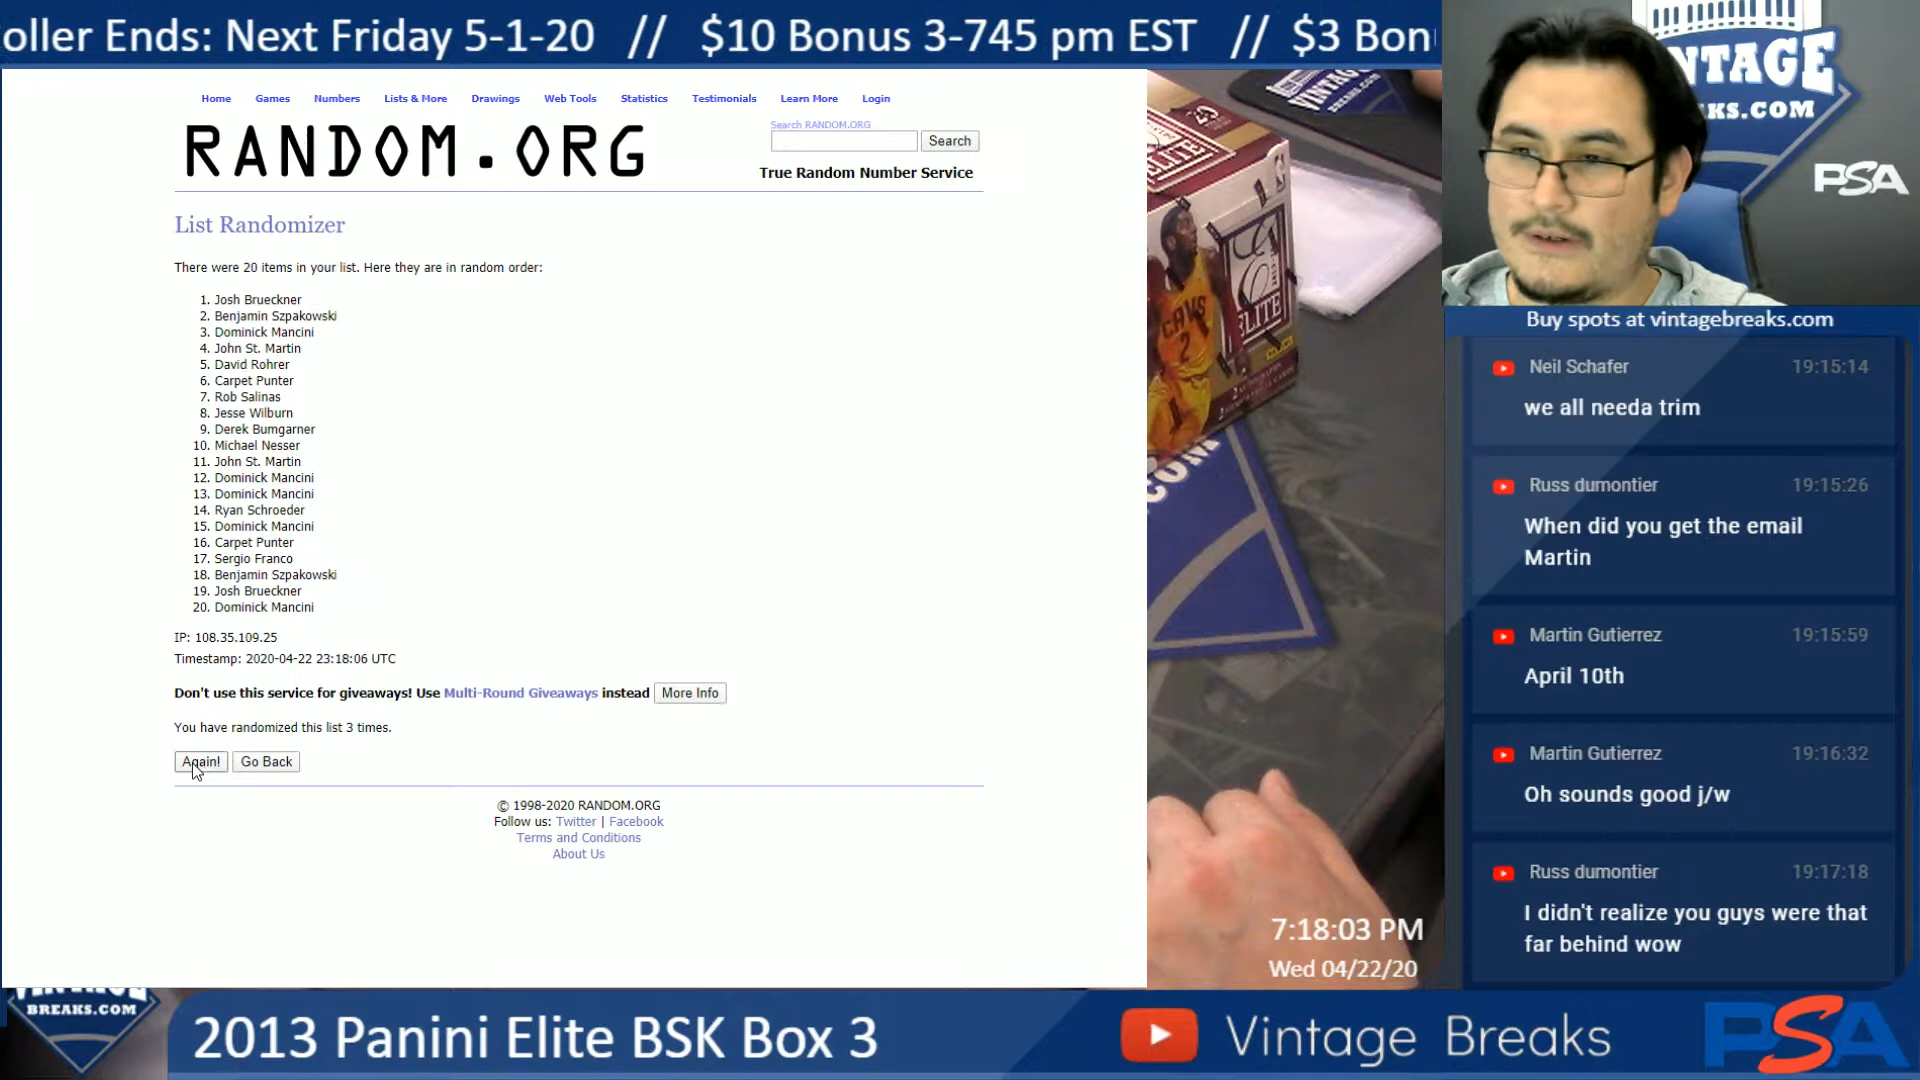 oller Ends: Next Friday 5-1-20 // $10 Bonus 3-745 pm EST // $3 Bon
Home Games Numbers Lists & More Drawings Web Tools Statistics Testimonials Learn More Login
RANDOM.ORG
Search RANDOM.ORG
Search
True Random Number Service
List Randomizer
There were 20 items in your list. Here they are in random order:
1. Josh Brueckner
2. Benjamin Szpakowski
3. Dominick Mancini
4. John St. Martin
5. David Rohrer
6. Carpet Punter
7. Rob Salinas
8. Jesse Wilburn
9. Derek Bumgarner
10. Michael Nesser
11. John St. Martin
12. Dominick Mancini
13. Dominick Mancini
14. Ryan Schroeder
15. Dominick Mancini
16. Carpet Punter
17. Sergio Franco
18. Benjamin Szpakowski
19. Josh Brueckner
20. Dominick Mancini
IP: 108.35.109.25
Timestamp: 2020-04-22 23:18:06 UTC
Don't use this service for giveaways! Use Multi-Round Giveaways instead More Info
You have randomized this list 3 times.
Again! Go Back
© 1998-2020 RANDOM.ORG
Follow us: Twitter | Facebook
Terms and Conditions
About Us
ELITE
CAVS
2
ELITE
.COM
7:18:03 PM
Wed 04/22/20
NTAGE
KS.COM
PSA
Buy spots at vintagebreaks.com
Neil Schafer 19:15:14
we all needa trim
Russ dumontier 19:15:26
When did you get the email
Martin
Martin Gutierrez 19:15:59
April 10th
Martin Gutierrez 19:16:32
Oh sounds good j/w
Russ dumontier 19:17:18
I didn't realize you guys were that
far behind wow
VINTAGE
BREAKS.COM
2013 Panini Elite BSK Box 3
Vintage Breaks
PSA